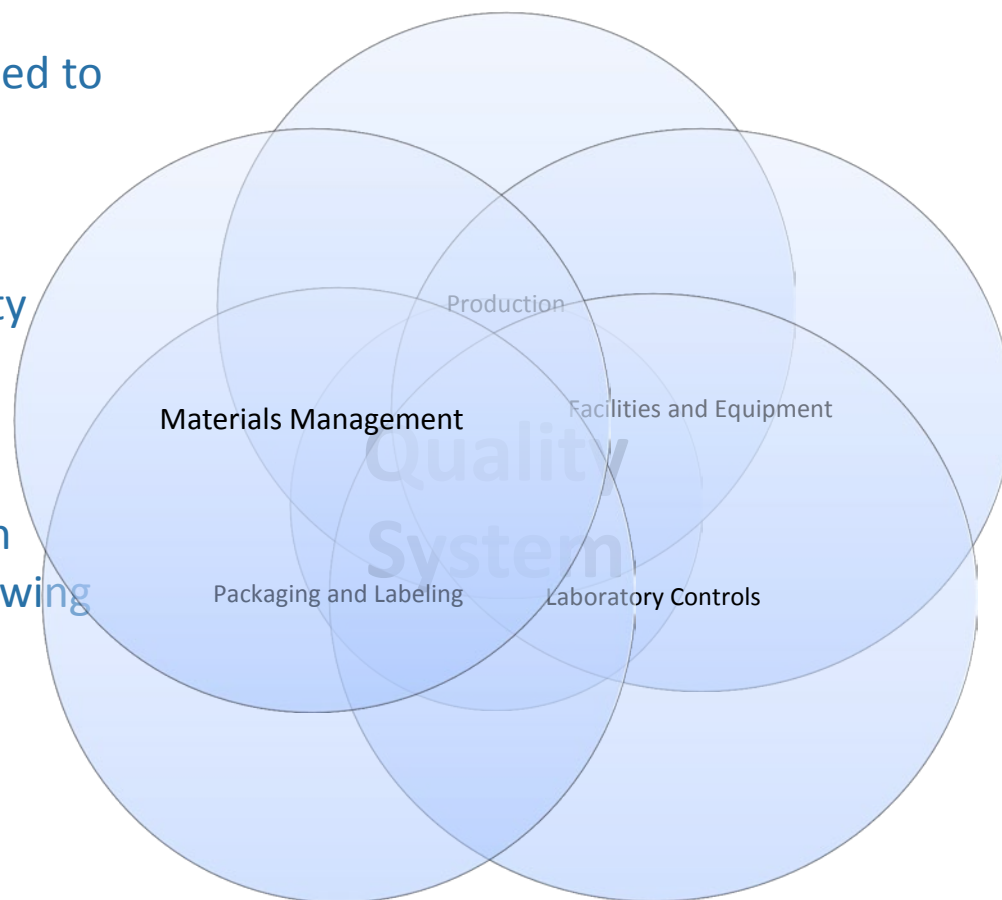 ed to
ty
n
wing
Production
Facilities and Equipment
Materials Management
Quality
System
Packaging and Labeling
Laboratory Controls